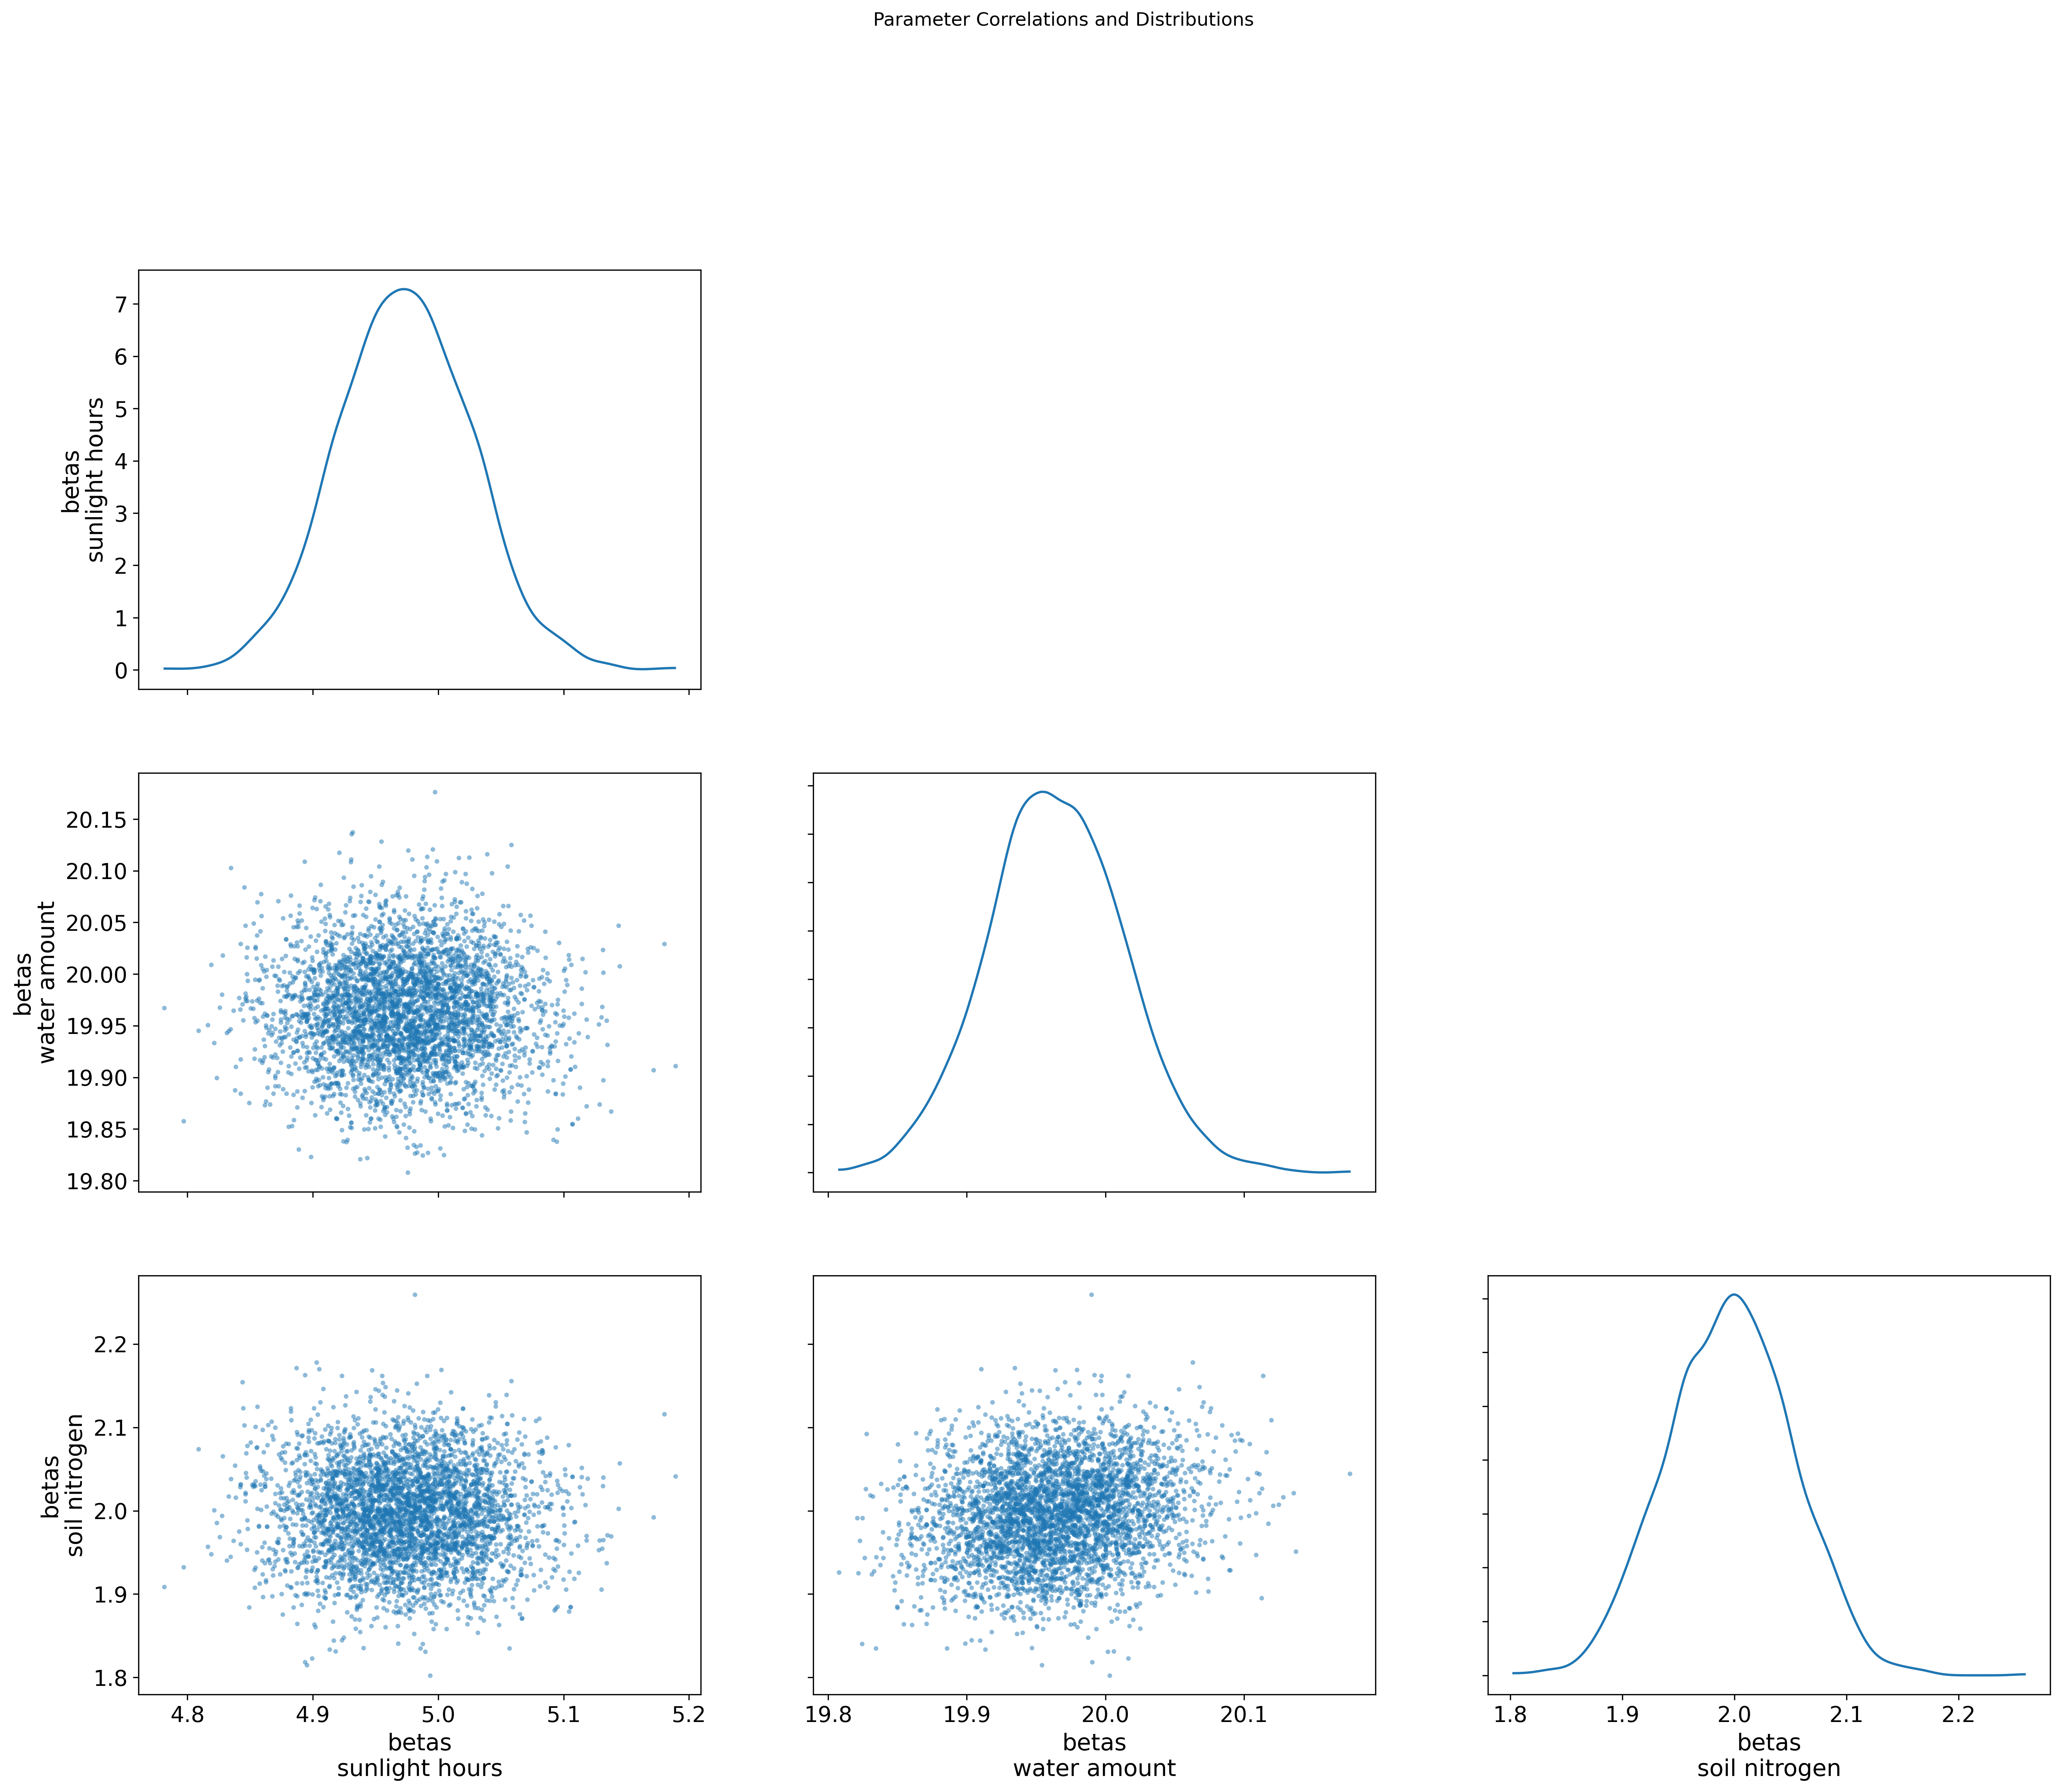 Parameter Correlations and Distributions
7
6
5
4
3
2
1
0
betas
sunlight hours
20.15
20.10
20.05
20.00
19.95
19.90
19.85
19.80
betas
water amount
2.2
2.1
2.0
1.9
1.8
betas
soil nitrogen
4.8 4.9 5.0 5.1 5.2
betas
sunlight hours
19.8 19.9 20.0 20.1
betas
water amount
1.8 1.9 2.0 2.1 2.2
betas
soil nitrogen